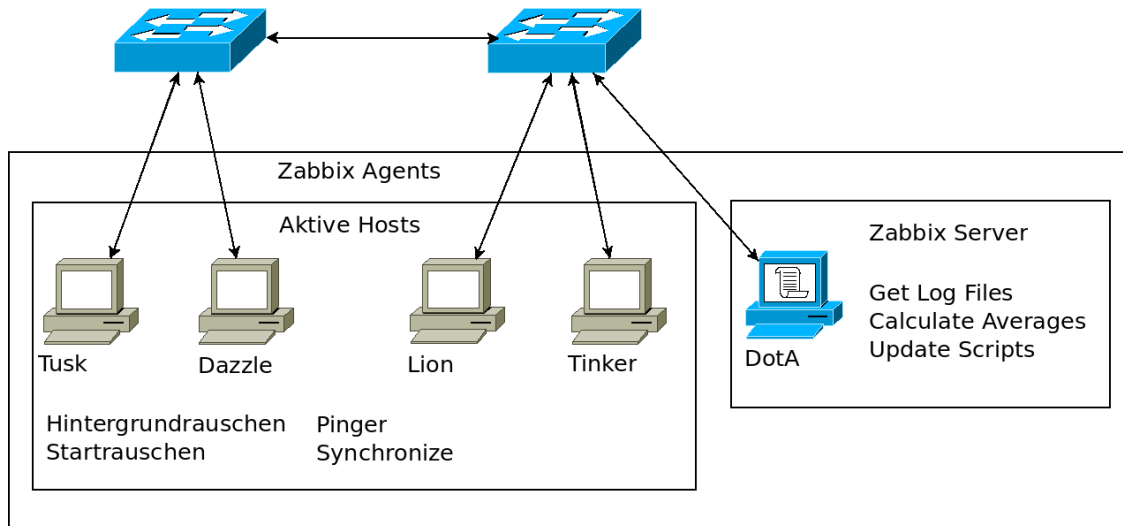 Zabbix Agents
Aktive Hosts
Zabbix Server
Get Log Files
Calculate Averages
Update Scripts
Tusk
Dazzle
Lion
Tinker
DotA
Hintergrundrauschen
Startrauschen
Pinger
Synchronize